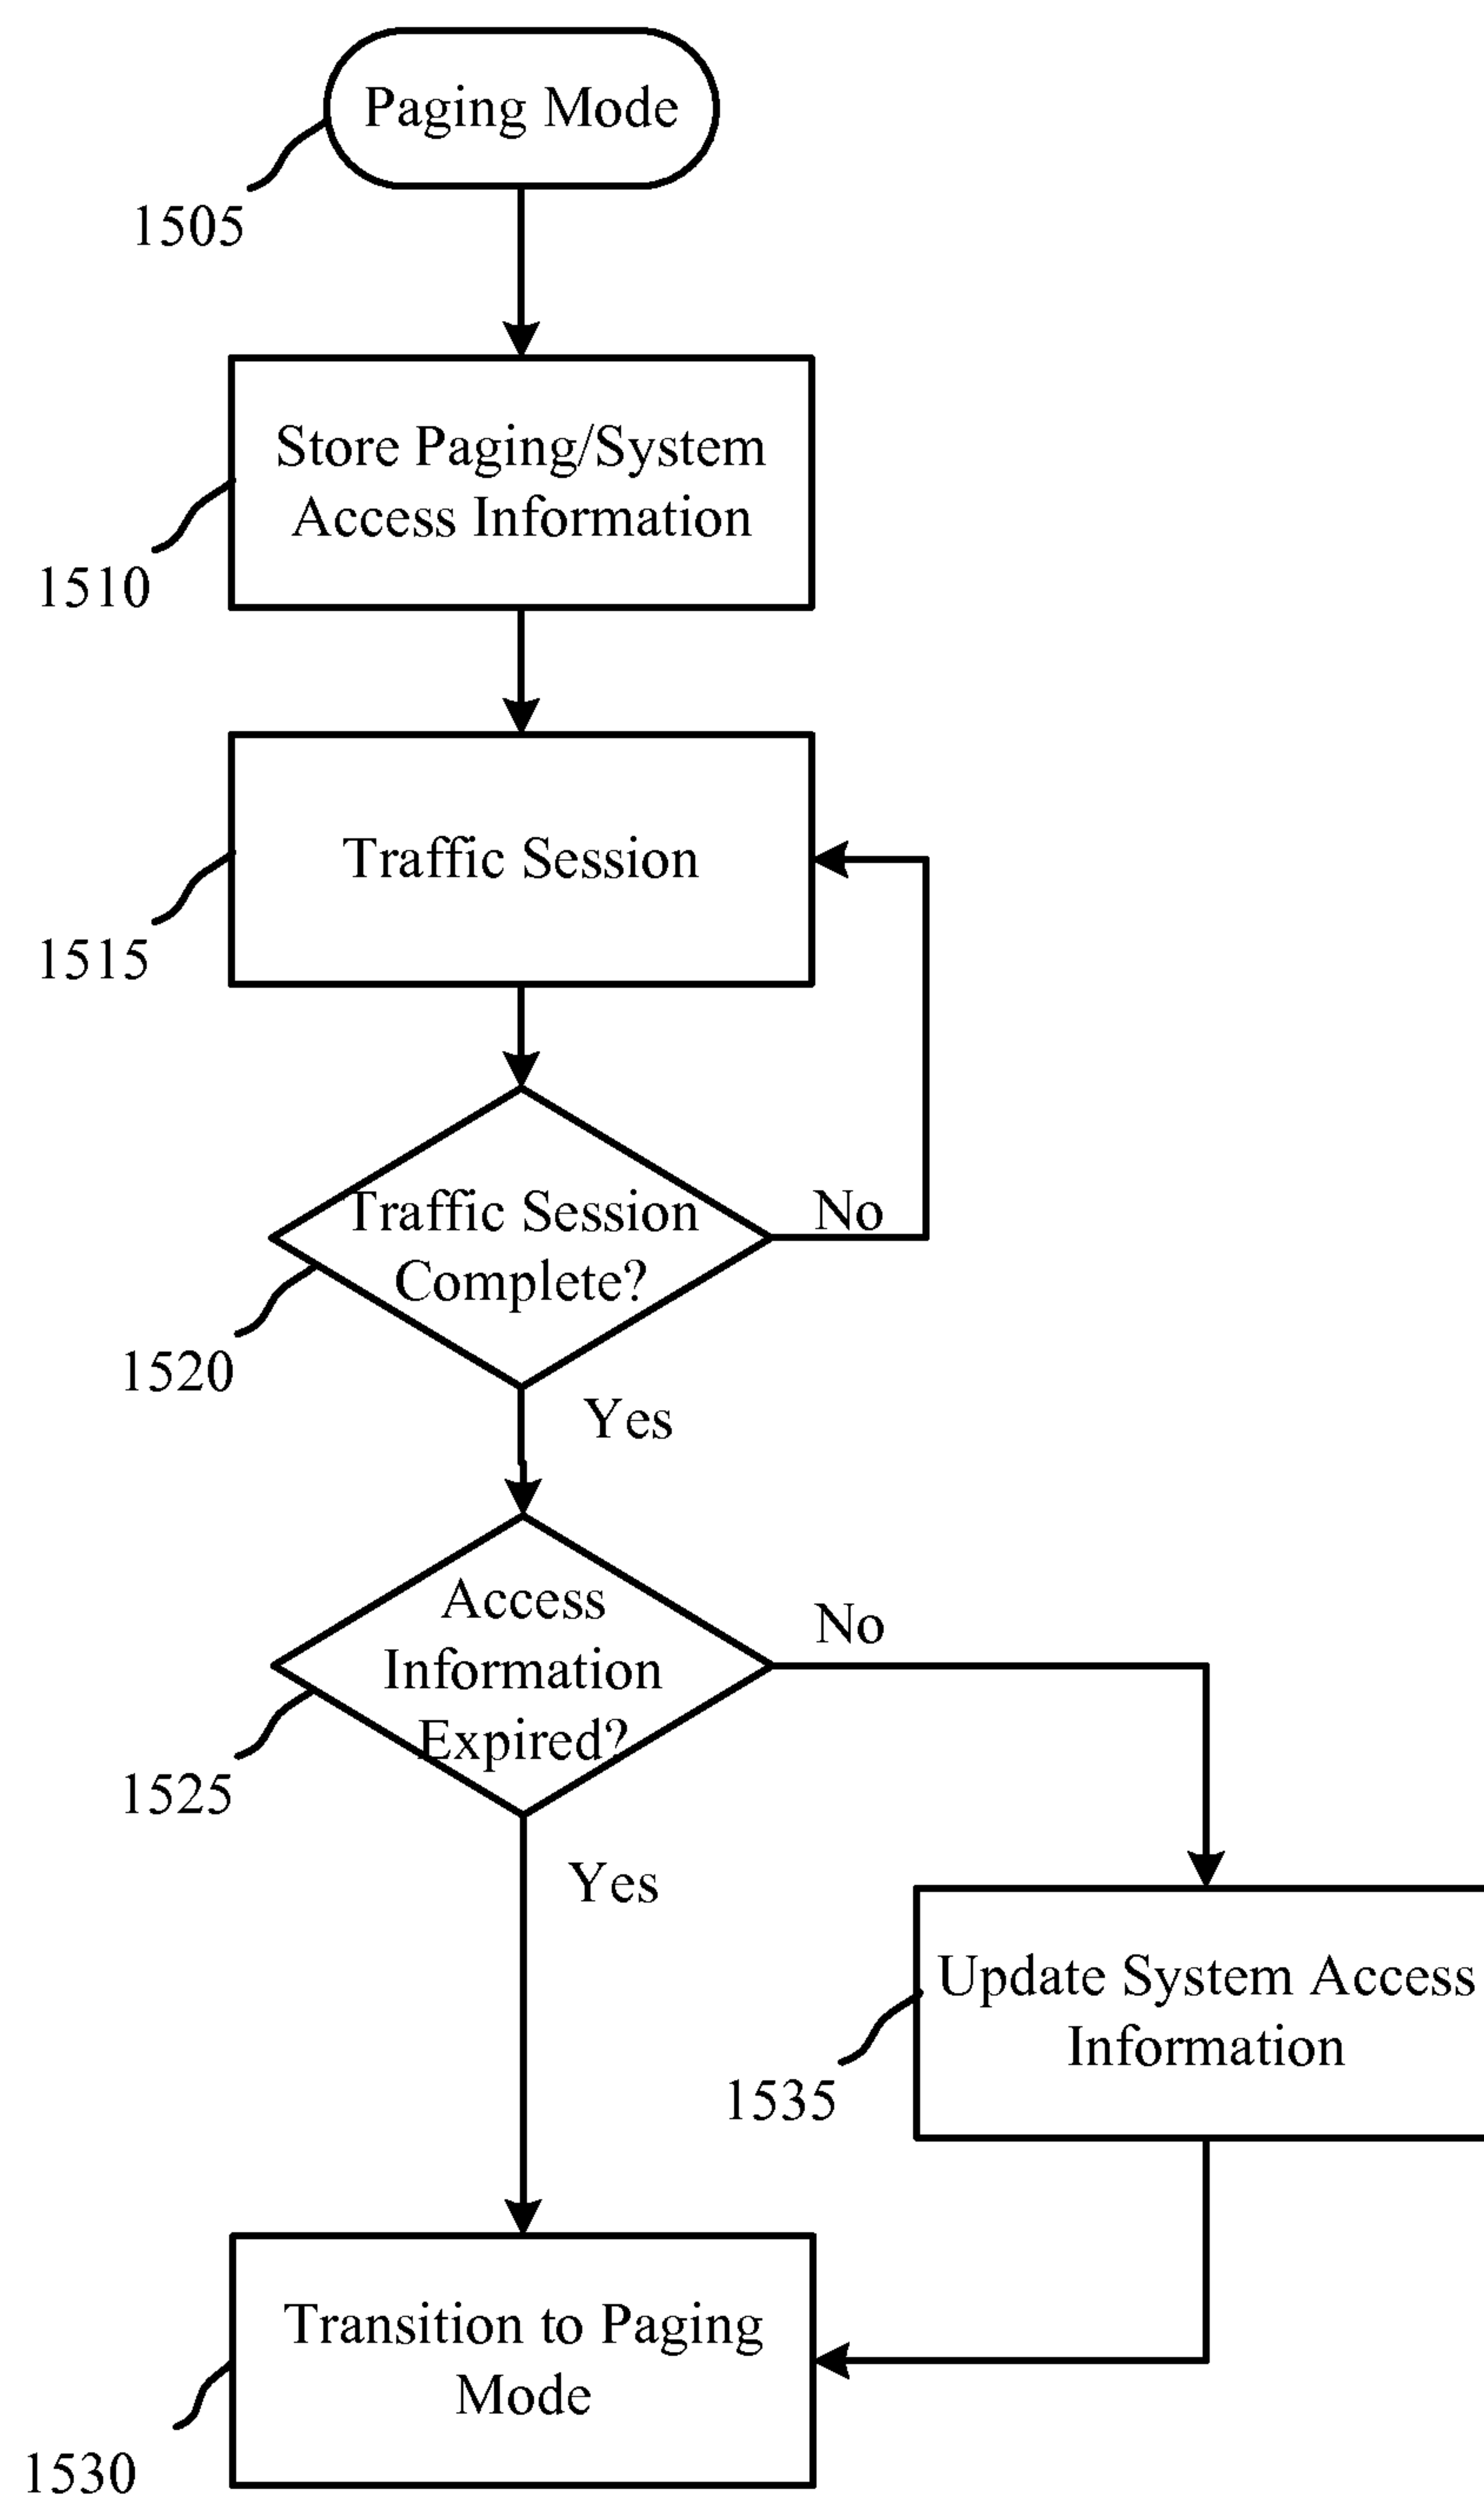 Paging Mode
1505
Store Paging/System
Access Information
1510
Traffic Session
1515
Traffic Session
Complete?
No
1520
Yes
Access
Information
Expired?
No
1525
Yes
Update System Access
Information
1535
Transition to Paging
Mode
1530